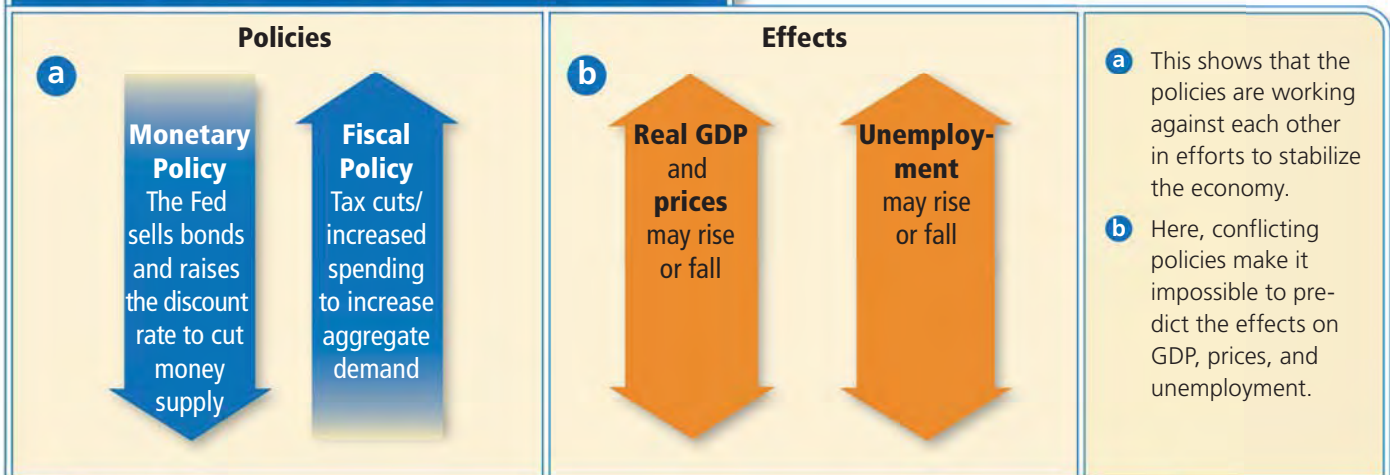 Policies
a
Monetary
Policy
The Fed
sells bonds
and raises
the discount
rate to cut
money
supply
Fiscal
Policy
Tax cuts/
increased
spending
to increase
aggregate
demand
Effects
b
Real GDP
and
prices
may rise
or fall
Unemploy-
ment
may rise
or fall
a This shows that the
policies are working
against each other
in efforts to stabilize
the economy.
b Here, conflicting
policies make it
impossible to pre-
dict the effects on
GDP, prices, and
unemployment.